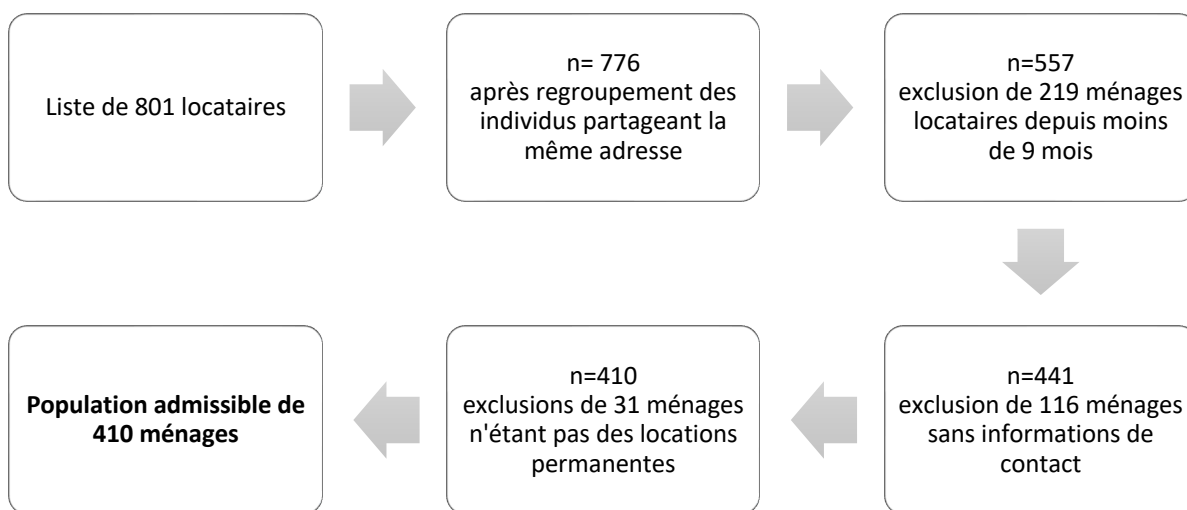 Liste de 801 locataires
n= 776
après regroupement des
individus partageant la
même adresse
n=557
exclusion de 219 ménages
locataires depuis moins
de 9 mois
n=441
exclusion de 116 ménages
sans informations de
contact
n=410
exclusions de 31 ménages
n'étant pas des locations
permanentes
Population admissible de
410 ménages